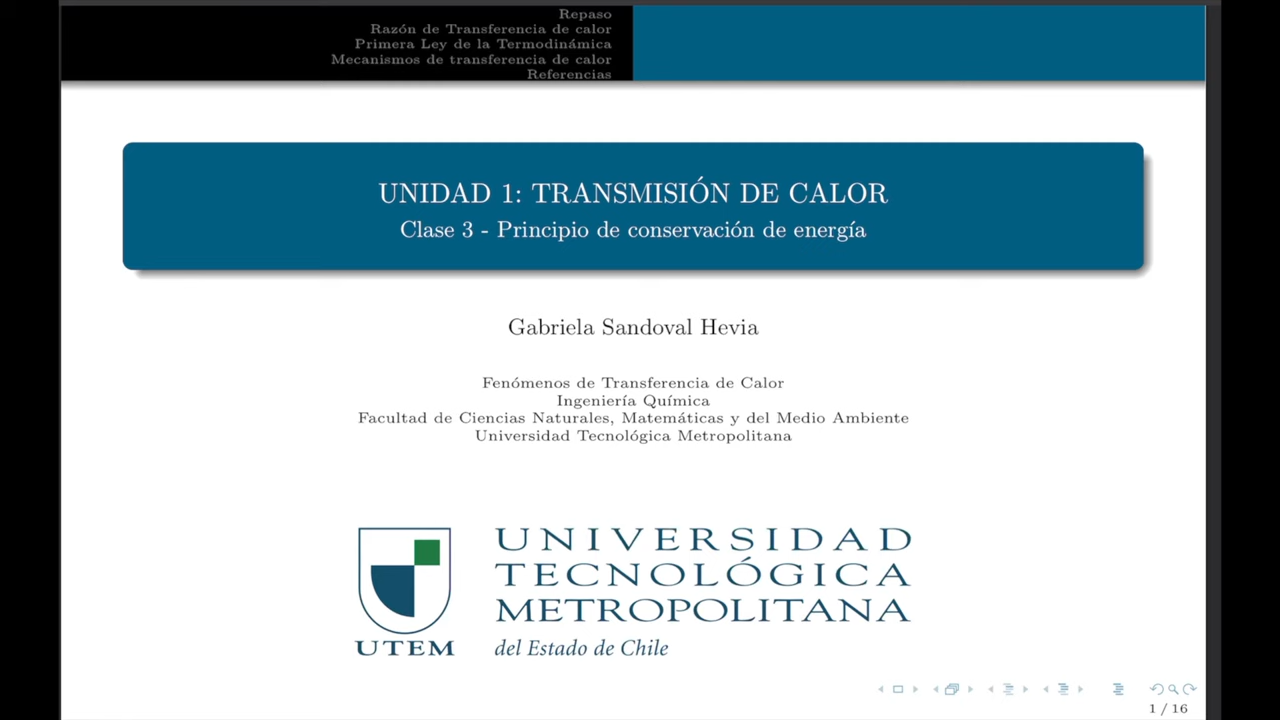 Repaso
Razón de Transferencia de calor
Primera Ley de la Termodinámica
Mecanismos de transferencia de calor
Referencias
UNIDAD 1: TRANSMISIÓN DE CALOR
Clase 3 - Principio de conservación de energía
Gabriela Sandoval Hevia
Fenómenos de Transferencia de Calor
Ingeniería Química
Facultad de Ciencias Naturales, Matemáticas y del Medio Ambiente
Universidad Tecnológica Metropolitana
UNIVERSIDAD
TECNOLÓGICA
METROPOLITANA
UTEM
del Estado de Chile
1 / 16